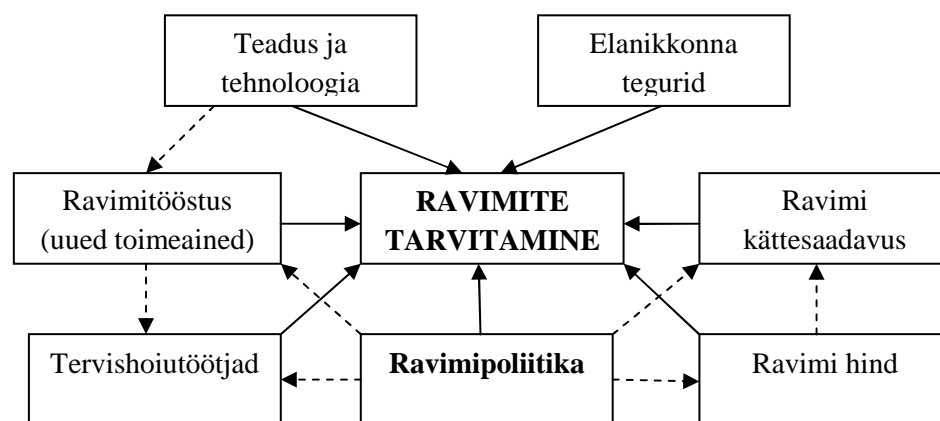 Teadus ja
tehnoloogia
Elanikkonna
tegurid
Ravimitööstus
(uued toimeained)
RAVIMITE
TARVITAMINE
Ravimi
kättesaadavus
Tervishoiutöötjad
Ravimipoliitika
Ravimi hind